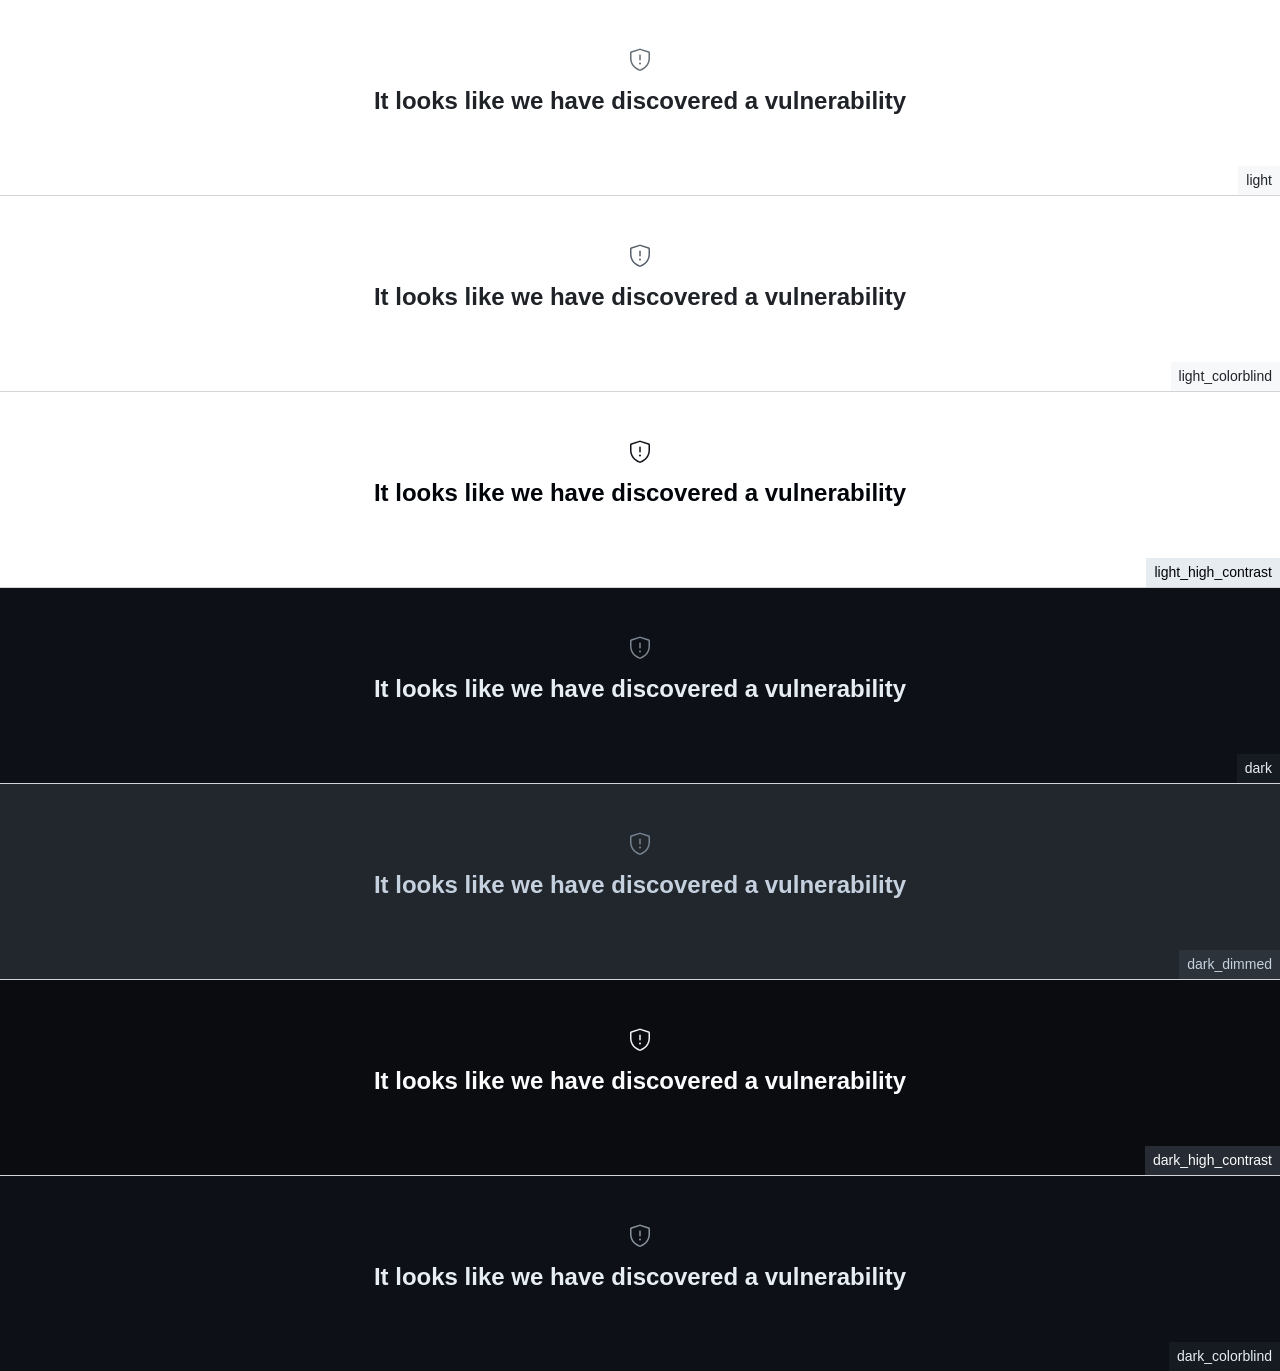 It looks like we have discovered a vulnerability
light
It looks like we have discovered a vulnerability
light_colorblind
It looks like we have discovered a vulnerability
light_high_contrast
It looks like we have discovered a vulnerability
dark
It looks like we have discovered a vulnerability
dark_dimmed
It looks like we have discovered a vulnerability
dark_high_contrast
It looks like we have discovered a vulnerability
dark_colorblind